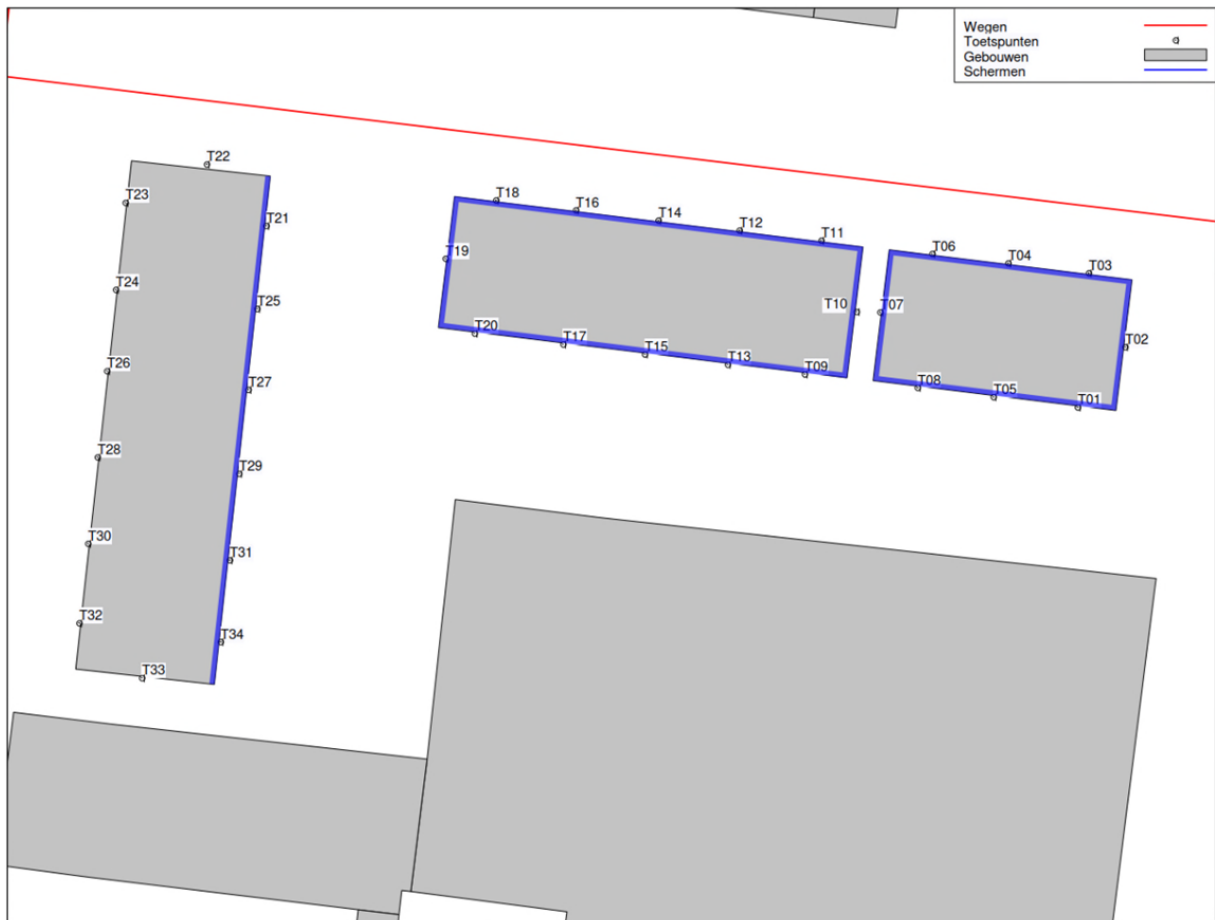 Wegen
Toetspunten
Gebouwen
Schermen
T22
T23
T18
T16
T21
T14
T12
T11
T06
T19
T04
T03
T24
T25
T10
T07
T20
T02
T17
T15
T26
T13
T09
T27
T08
T05
T01
T28
T29
T30
T31
T32
T34
T33